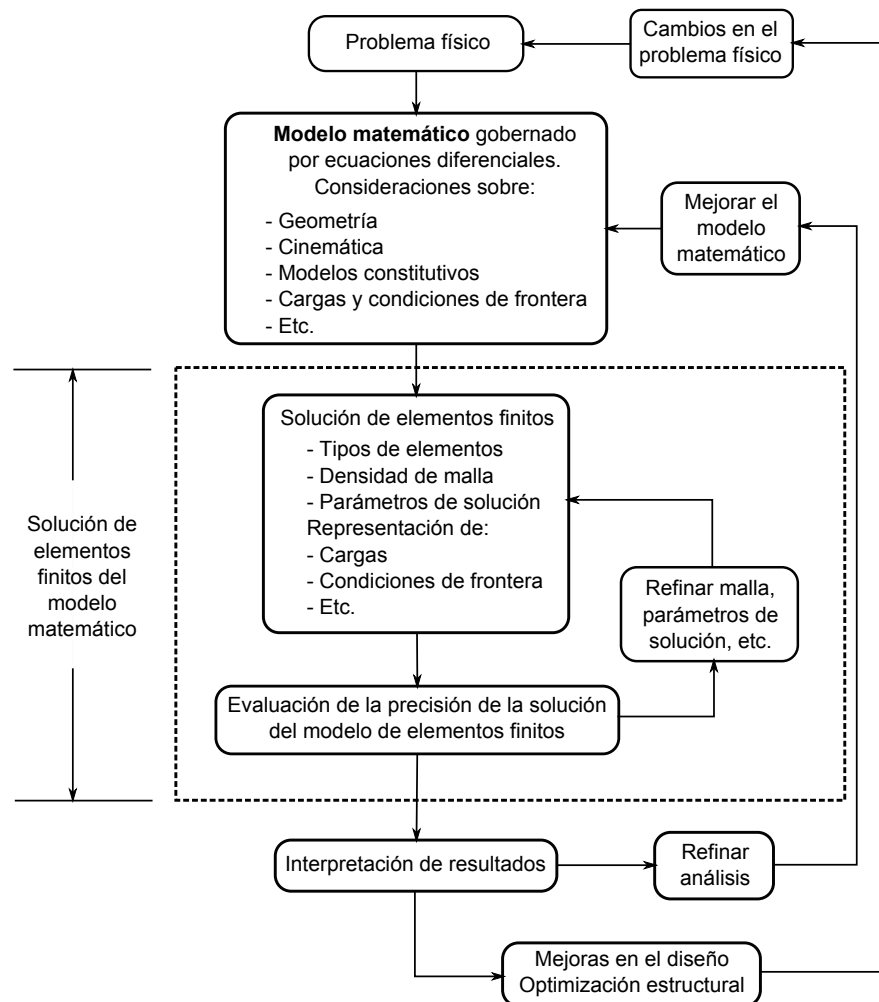 Problema físico
Cambios en el
problema físico
Modelo matemático gobernado
por ecuaciones diferenciales.
Consideraciones sobre:
- Geometría
- Cinemática
- Modelos constitutivos
- Cargas y condiciones de frontera
- Etc.
Mejorar el
modelo
matemático
Solución de
elementos
finitos del
modelo
matemático
Solución de elementos finitos
- Tipos de elementos
- Densidad de malla
- Parámetros de solución
Representación de:
- Cargas
- Condiciones de frontera
- Etc.
Refinar malla,
parámetros de
solución, etc.
Evaluación de la precisión de la solución
del modelo de elementos finitos
Interpretación de resultados
Refinar
análisis
Mejoras en el diseño
Optimización estructural